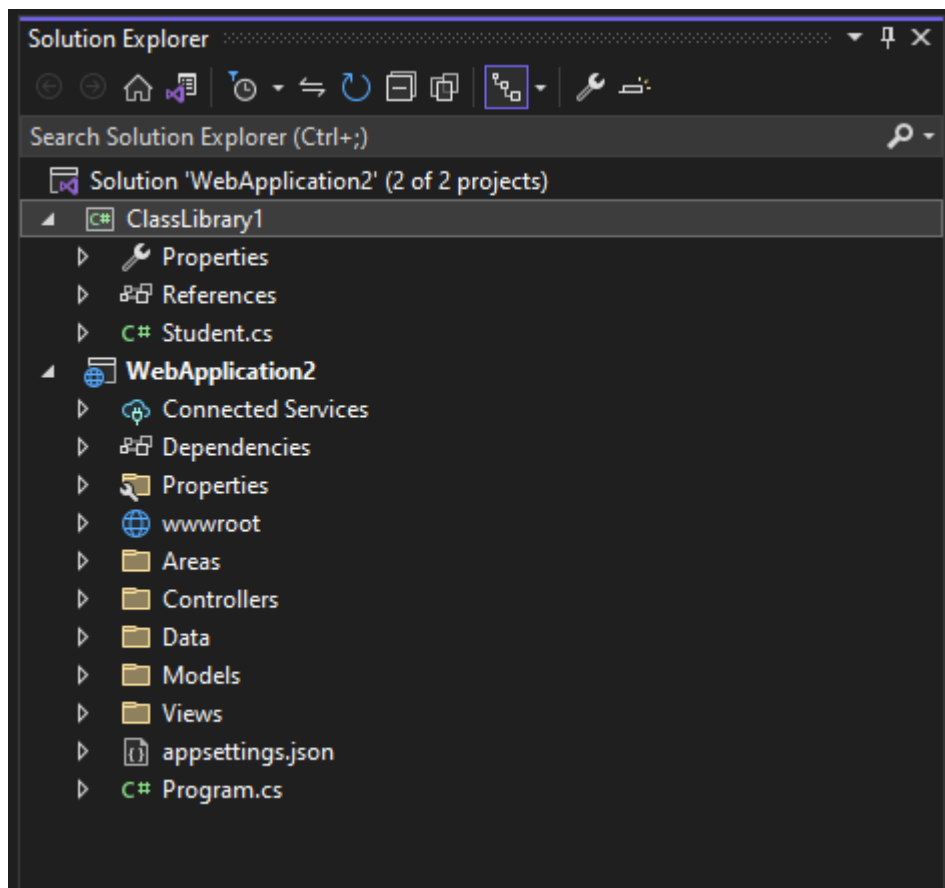 Solution Explorer
Search Solution Explorer (Ctrl+;)
Solution 'WebApplication2' (2 of 2 projects)
C# ClassLibrary1
Properties
References
C# Student.cs
WebApplication2
Connected Services
Dependencies
Properties
wwwroot
Areas
Controllers
Data
Models
Views
appsettings.json
C# Program.cs